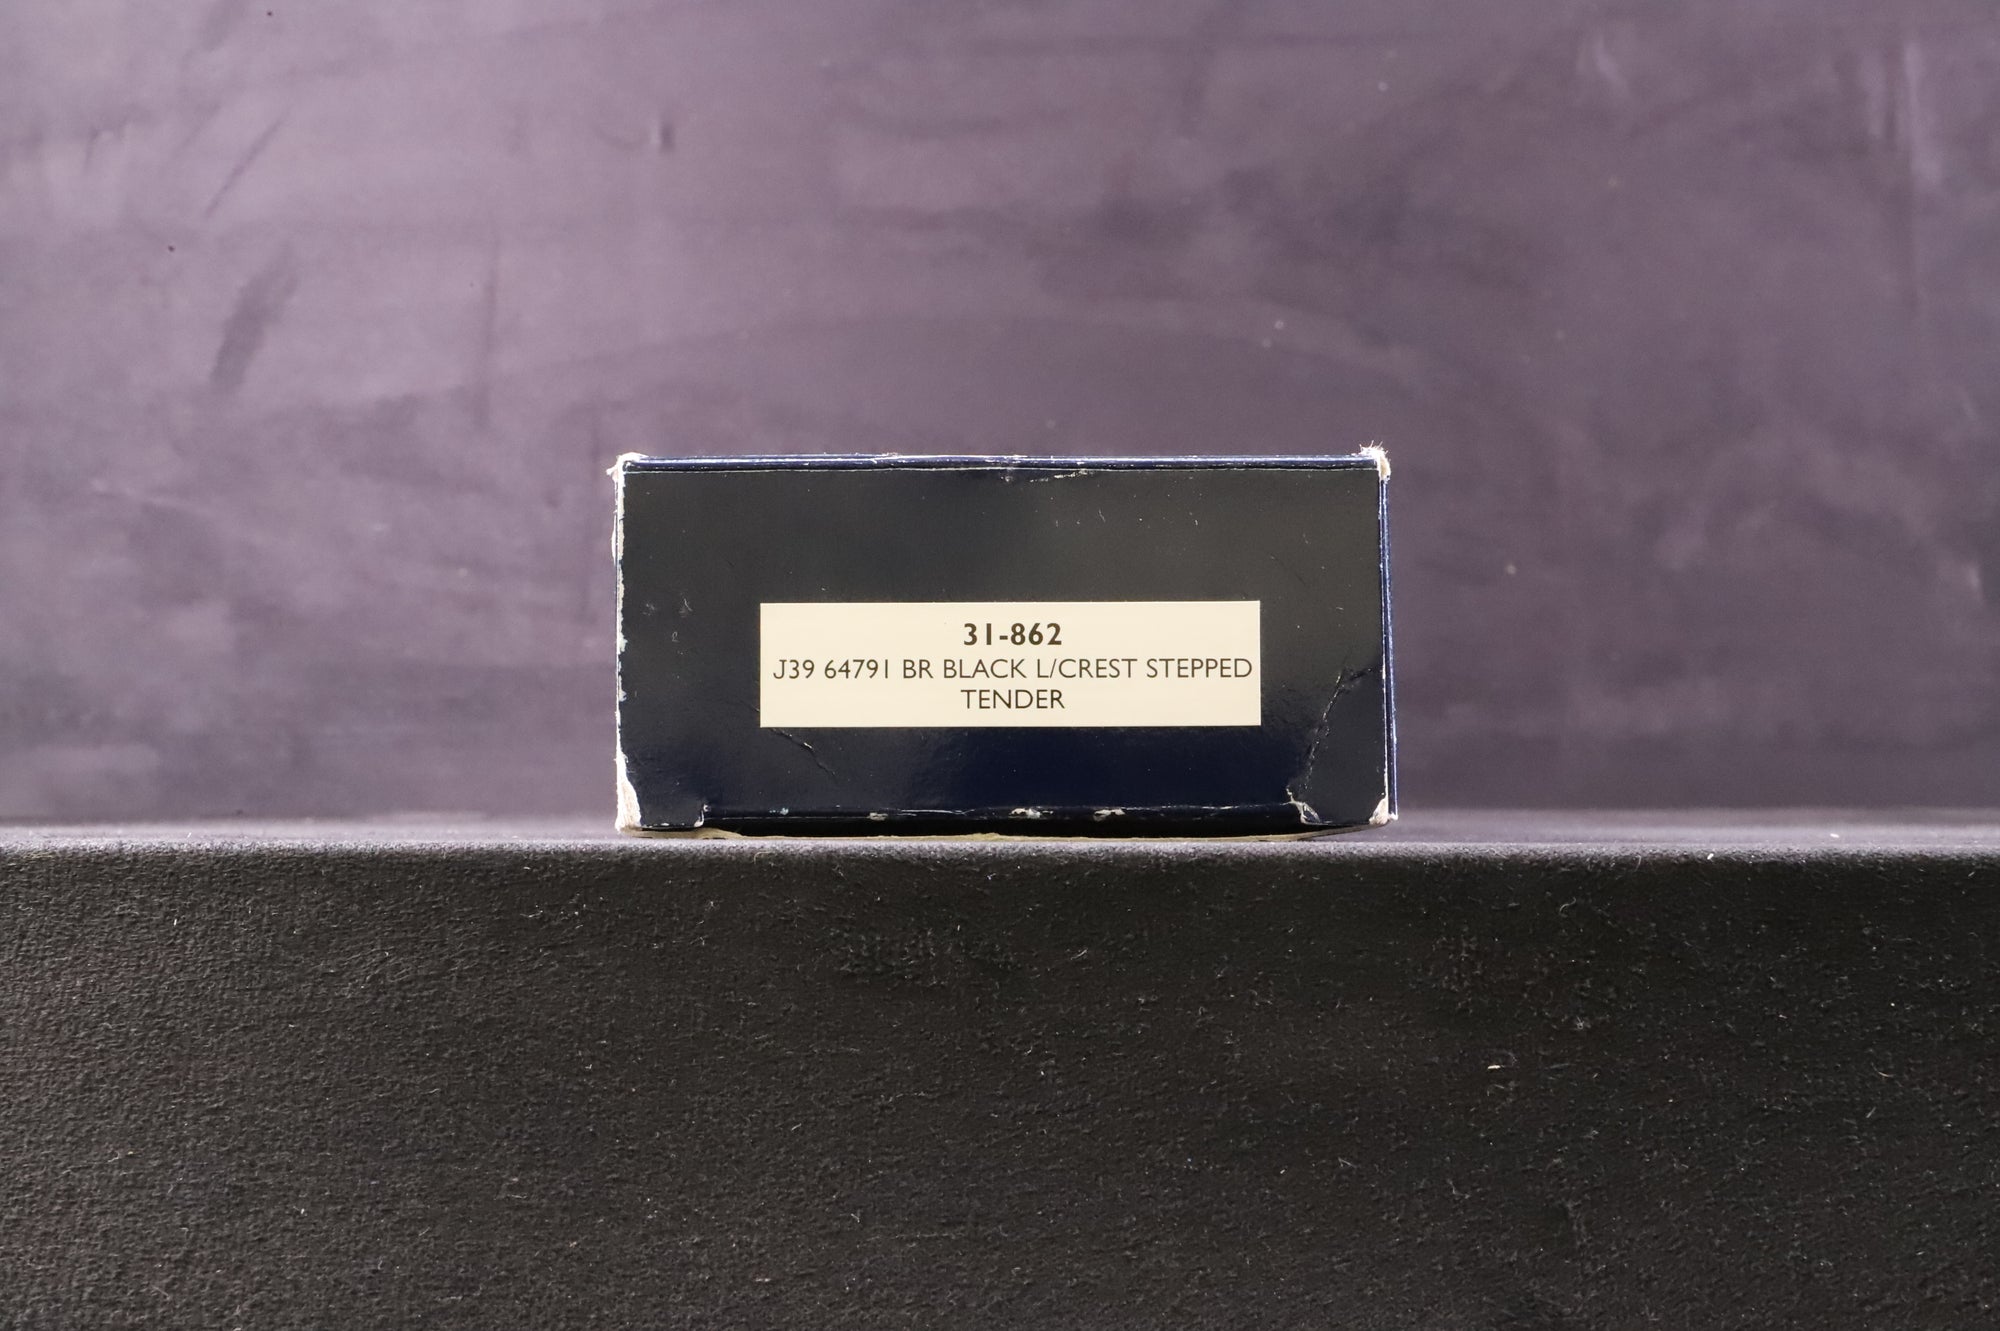 31-862
J39 64791 BR BLACK L/CREST STEPPED
TENDER